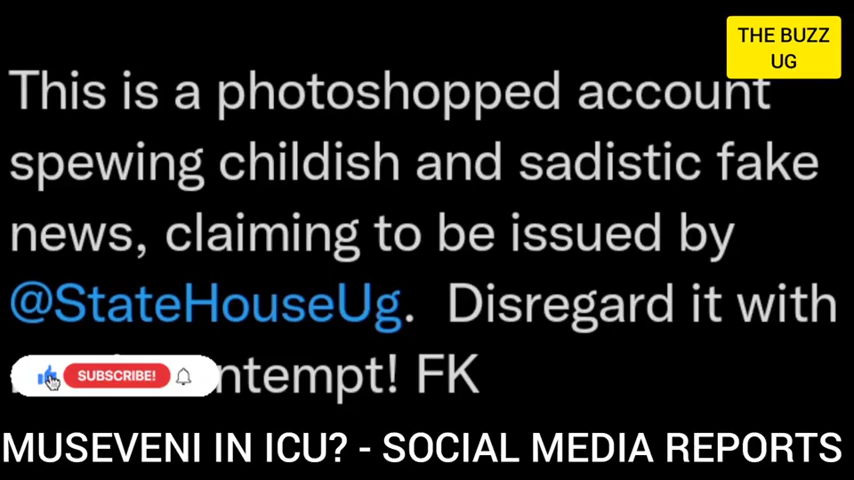 THE BUZZ
UG
This is a photoshopped account
spewing childish and sadistic fake
news, claiming to be issued by
@StateHouseUg. Disregard it with
ntempt! FK
SUBSCRIBE!
MUSEVENI IN ICU? - SOCIAL MEDIA REPORTS